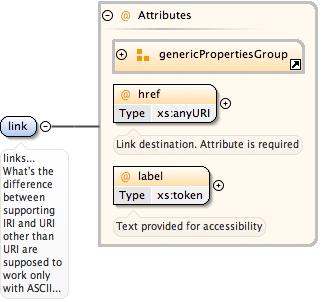 Attributes
genericPropertiesGroup
@ href
Type xs:anyURI
Link destination. Attribute is required
link
links...
What's the
difference
between
supporting
IRI and URI
other than
URI are
supposed to
work only
with ASCII...
@ label
Type xs:token
Text provided for accessibility